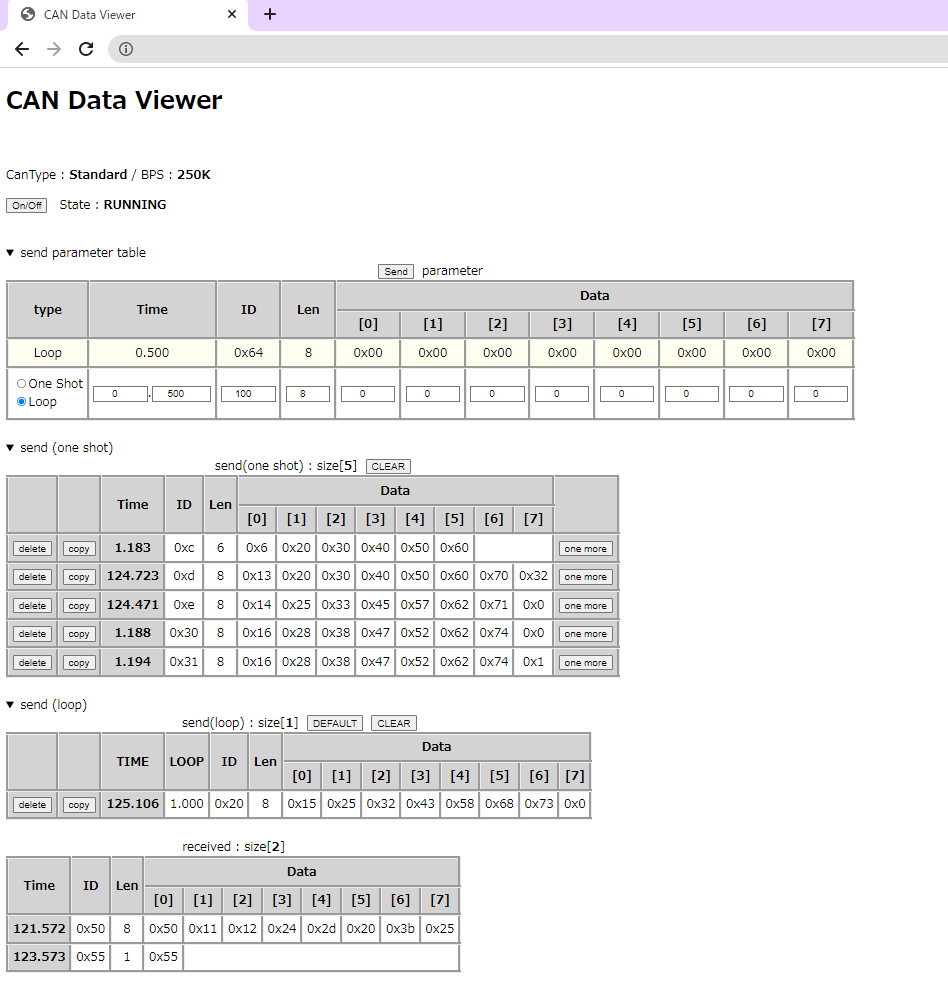 CAN Data Viewer
CAN Data Viewer
CanType : Standard / BPS : 250K
On/Off State : RUNNING
▼ send parameter table
Send parameter
type Time ID Len Data
[0] [1] [2] [3] [4] [5] [6] [7]
Loop 0.500 0x64 8 0x00 0x00 0x00 0x00 0x00 0x00 0x00 0x00
One Shot
Loop 0 . 500 100 8 0 0 0 0 0 0 0 0
▼ send (one shot)
send(one shot) : size[5] CLEAR
Time ID Len Data
[0] [1] [2] [3] [4] [5] [6] [7]
delete copy 1.183 0xc 6 0x6 0x20 0x30 0x40 0x50 0x60 one more
delete copy 124.723 0xd 8 0x13 0x20 0x30 0x40 0x50 0x60 0x70 0x32 one more
delete copy 124.471 0xe 8 0x14 0x25 0x33 0x45 0x57 0x62 0x71 0x0 one more
delete copy 1.188 0x30 8 0x16 0x28 0x38 0x47 0x52 0x62 0x74 0x0 one more
delete copy 1.194 0x31 8 0x16 0x28 0x38 0x47 0x52 0x62 0x74 0x1 one more
▼ send (loop)
send(loop) : size[1] DEFAULT CLEAR
TIME LOOP ID Len Data
[0] [1] [2] [3] [4] [5] [6] [7]
delete copy 125.106 1.000 0x20 8 0x15 0x25 0x32 0x43 0x58 0x68 0x73 0x0
received : size[2]
Time ID Len Data
[0] [1] [2] [3] [4] [5] [6] [7]
121.572 0x50 8 0x50 0x11 0x12 0x24 0x2d 0x20 0x3b 0x25
123.573 0x55 1 0x55